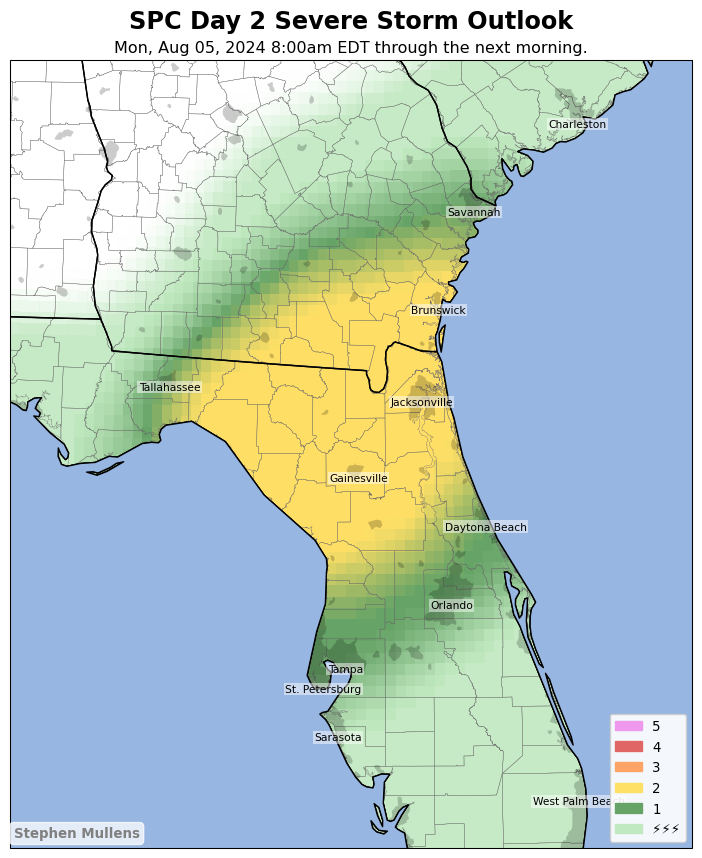 SPC Day 2 Severe Storm Outlook
Mon, Aug 05, 2024 8:00am EDT through the next morning.
Charleston
Savannah
Brunswick
Tallahassee
Jacksonville
Gainesville
Daytona Beach
Orlando
Tampa
St. Petersburg
Sarasota
West Palm Beach
5
4
3
2
1
⚡⚡⚡
Stephen Mullens